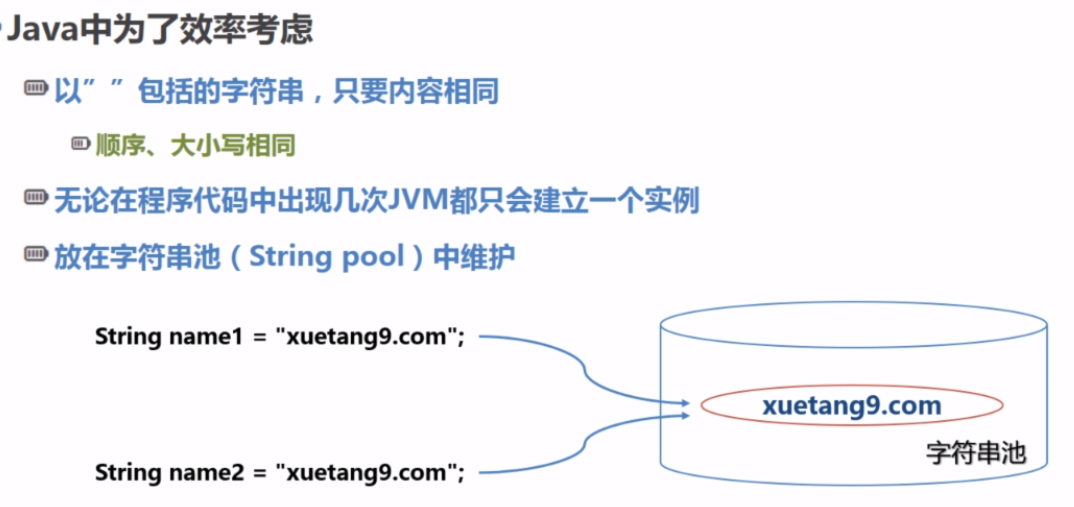 Java中为了效率考虑
以”  ”包括的字符串，只要内容相同
顺序、大小写相同
无论在程序代码中出现几次JVM都只会建立一个实例
放在字符串池（String pool）中维护
String name1 = "xuetang9.com";
xuetang9.com
字符串池
String name2 = "xuetang9.com";